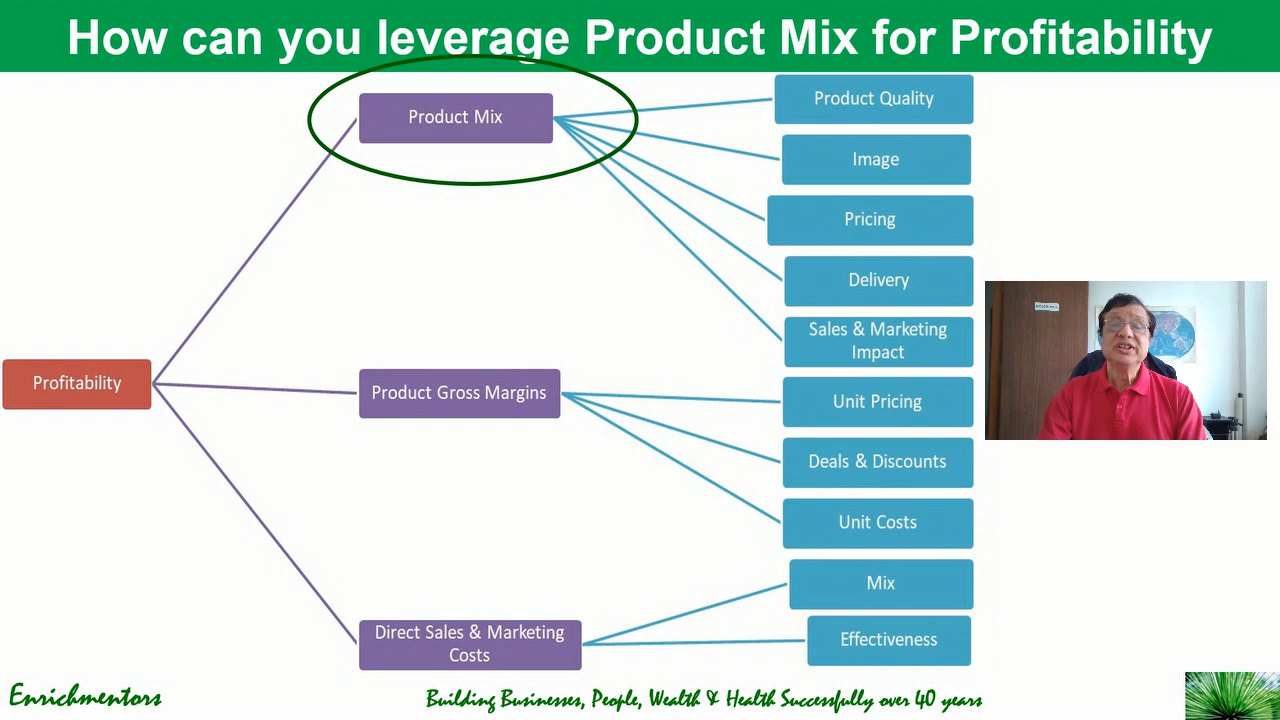 How can you leverage Product Mix for Profitability
Product Mix
Product Quality
Image
Pricing
Delivery
Sales & Marketing
Impact
Profitability
Product Gross Margins
Unit Pricing
Deals & Discounts
Unit Costs
Direct Sales & Marketing
Costs
Mix
Effectiveness
Enrichmentors
Building Businesses, People, Wealth & Health Successfully over 40 years